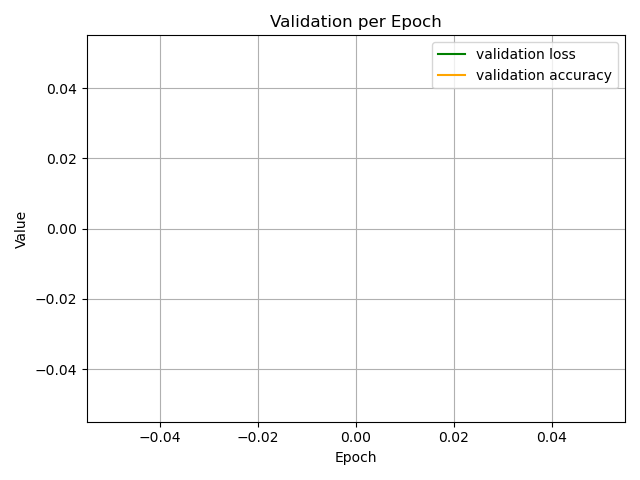 Validation per Epoch
validation loss
validation accuracy
0.04
0.02
0.00
−0.02
−0.04
Value
−0.04 −0.02 0.00 0.02 0.04
Epoch